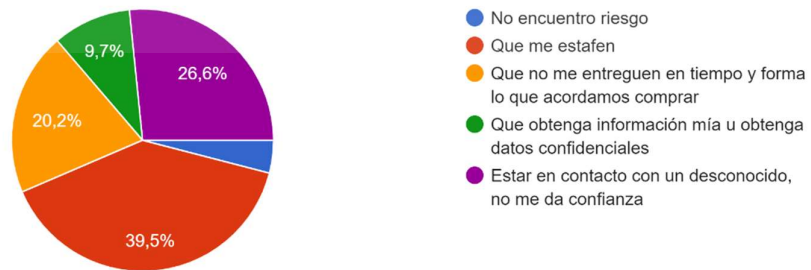 9,7%
26,6%
20,2%
39,5%
No encuentro riesgo
Que me estafen
Que no me entreguen en tiempo y forma
lo que acordamos comprar
Que obtenga información mía u obtenga
datos confidenciales
Estar en contacto con un desconocido,
no me da confianza